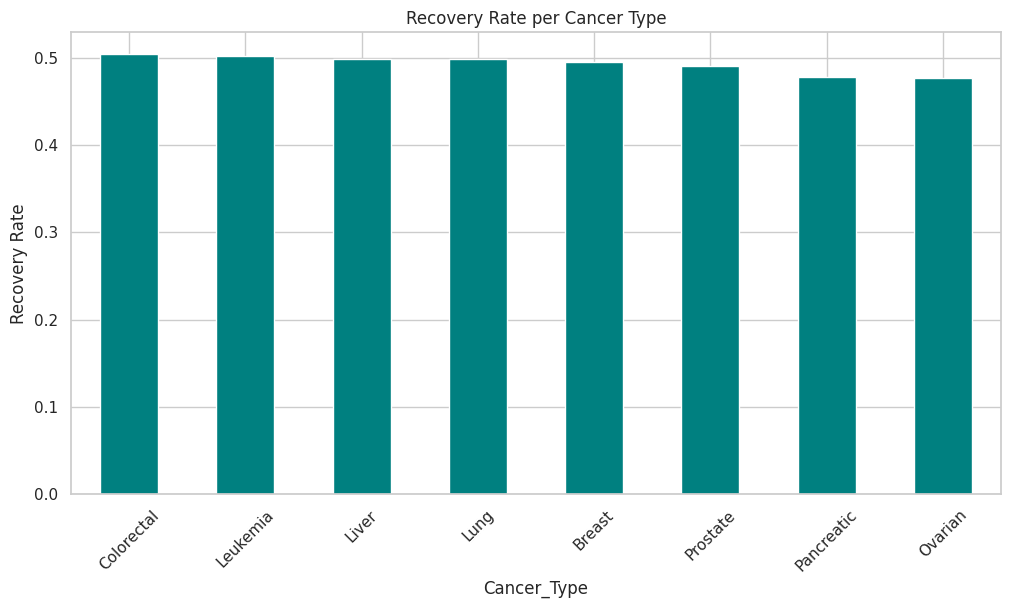 Recovery Rate per Cancer Type
Recovery Rate
0.5
0.4
0.3
0.2
0.1
0.0
Colorectal
Leukemia
Liver
Lung
Breast
Prostate
Pancreatic
Ovarian
Cancer_Type